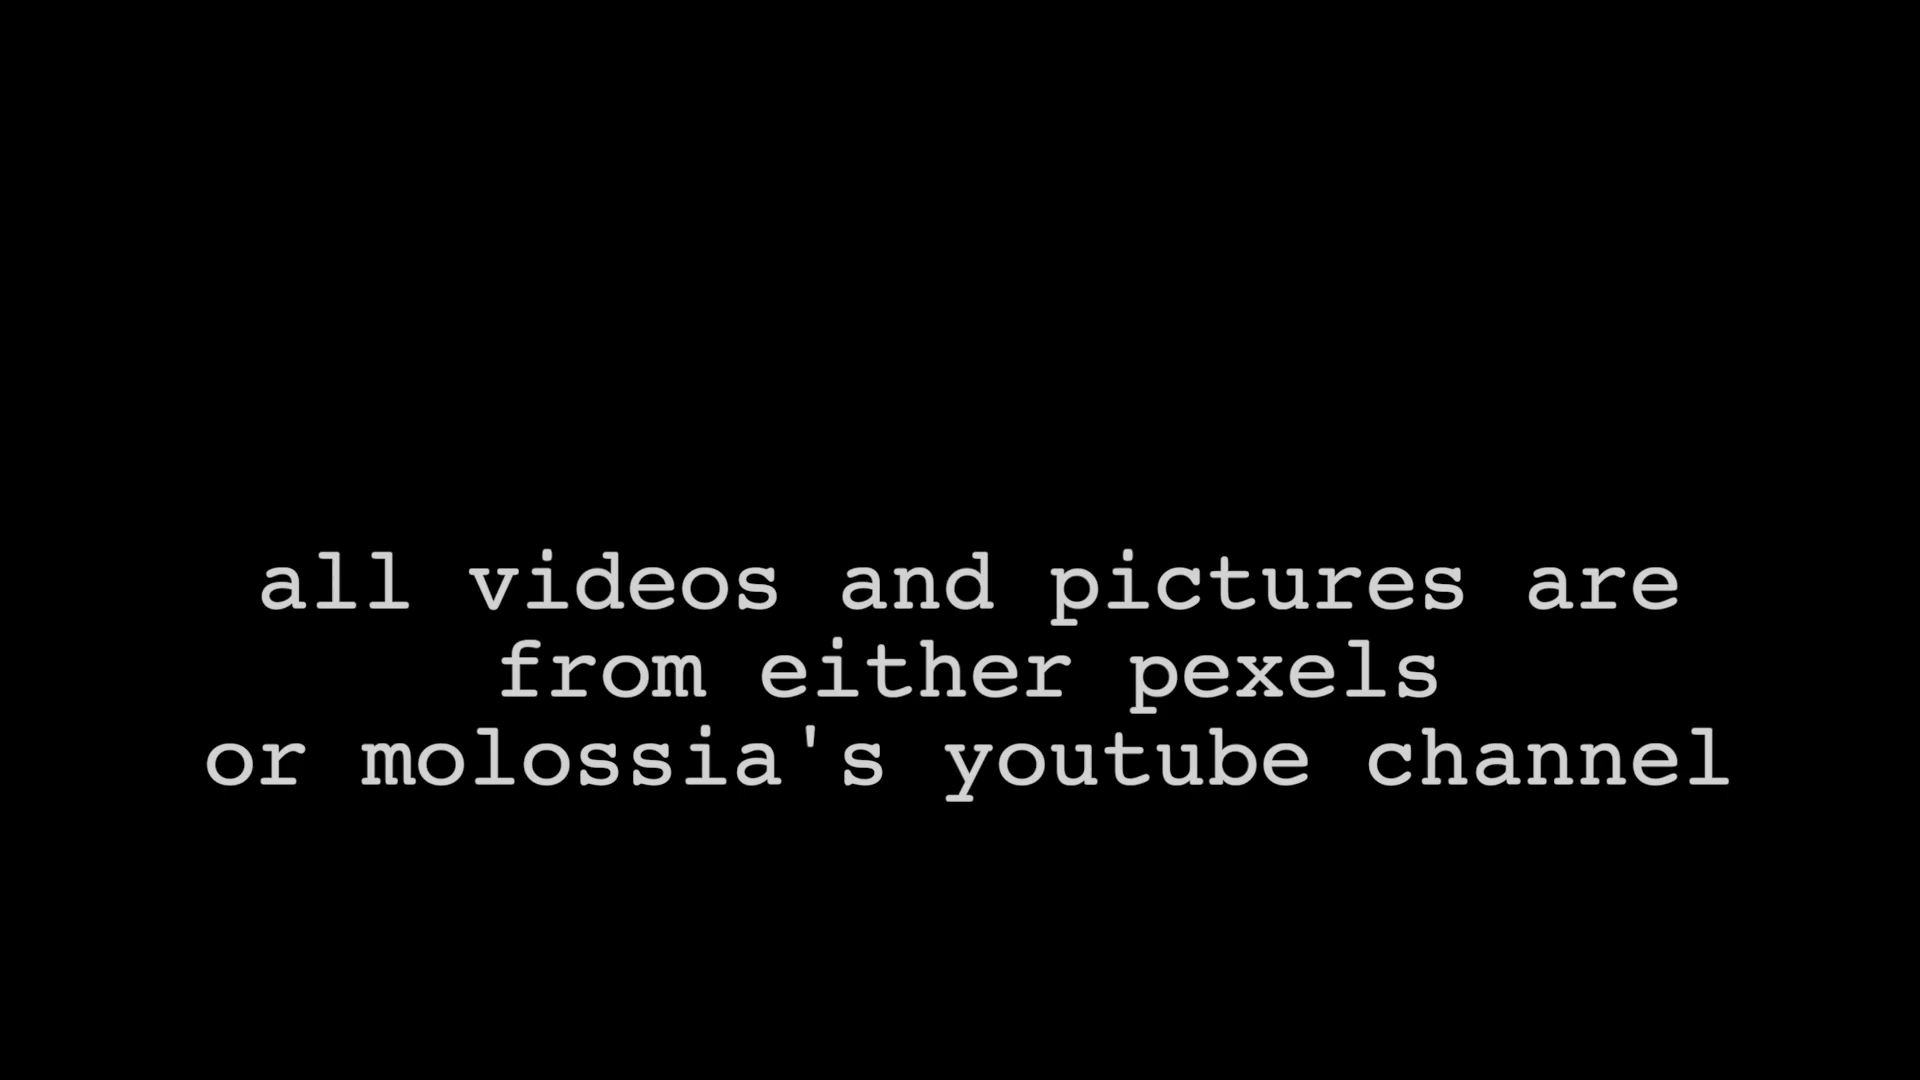 all videos and pictures are
from either pexels
or molossia's youtube channel